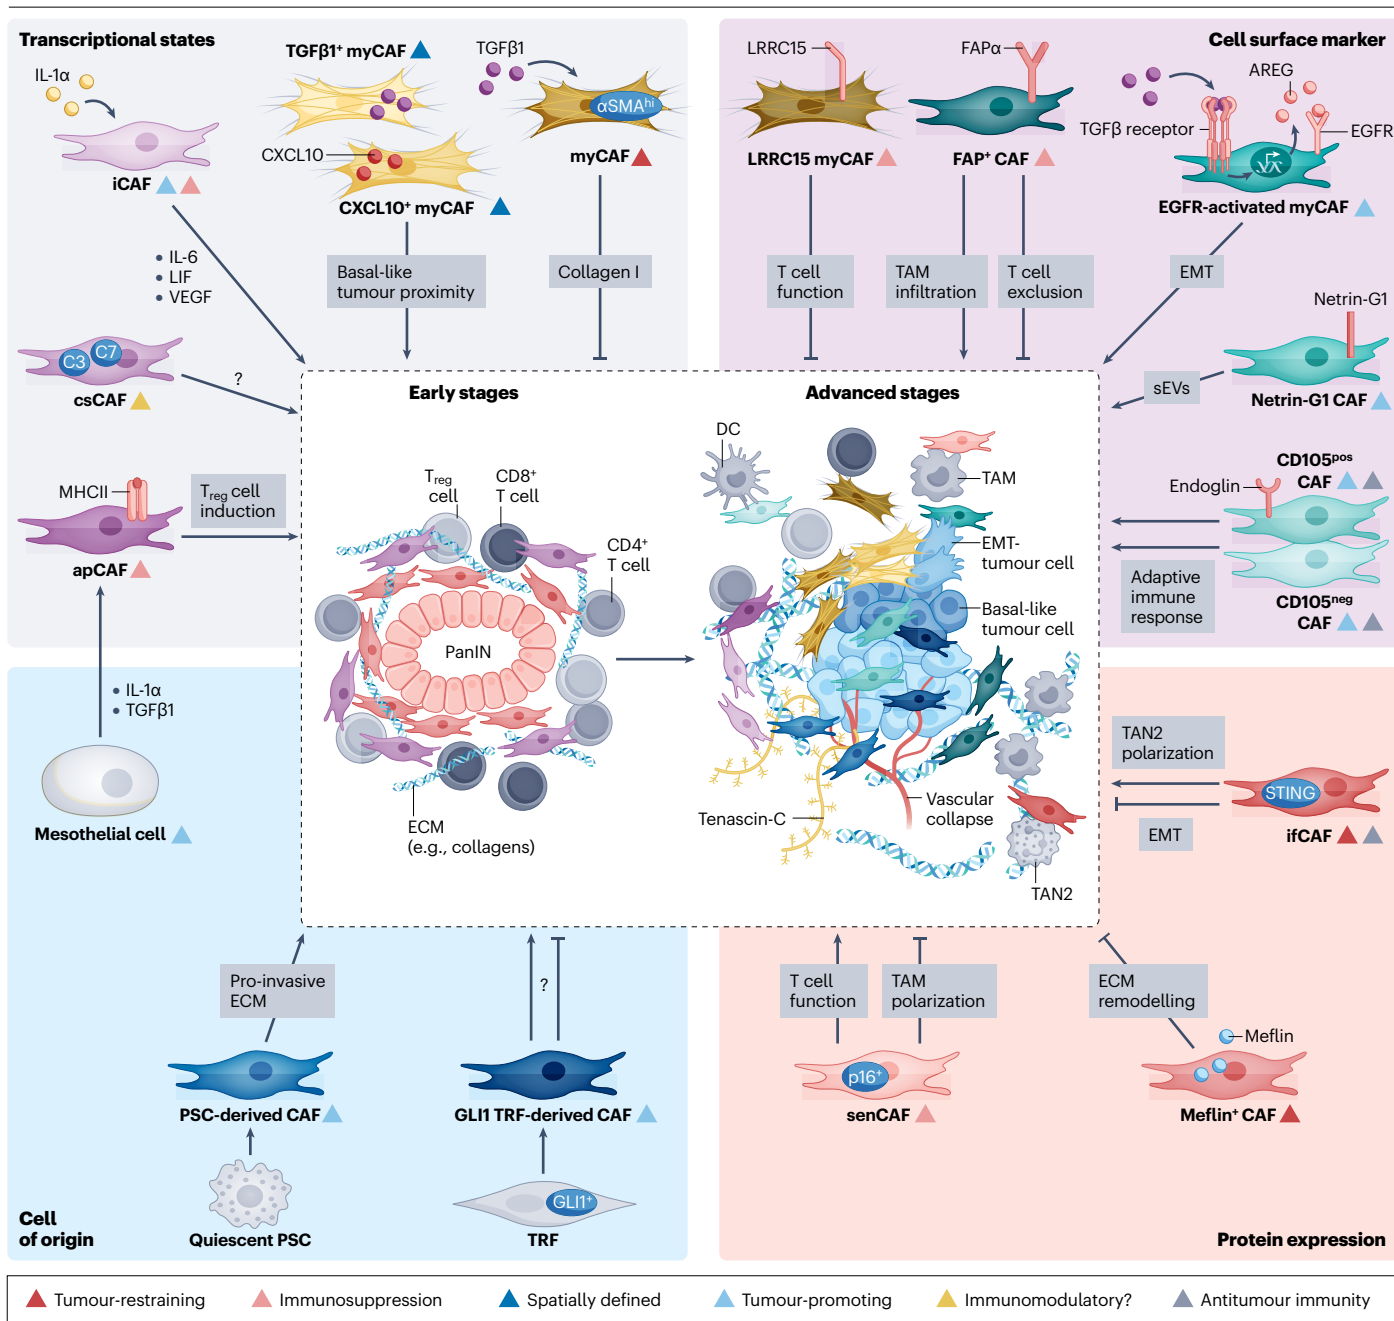 Transcriptional states
IL-1α
iCAF
TGFβ1⁺ myCAF
CXCL10
CXCL10⁺ myCAF
TGFβ1
αSMAʰⁱ
myCAF
• IL-6
• LIF
• VEGF
Basal-like
tumour proximity
Collagen I
C3
C7
csCAF
?
MHCII
apCAF
Treg cell
induction
Cell surface marker
LRRC15
LRRC15 myCAF
FAPα
FAP⁺ CAF
AREG
TGFβ receptor
EGFR
EGFR-activated myCAF
T cell
function
TAM
infiltration
T cell
exclusion
EMT
Netrin-G1
sEVs
Netrin-G1 CAF
CD105ᵖᵒˢ
CAF
Endoglin
Adaptive
immune
response
CD105ⁿᵉᵍ
CAF
Early stages
Treg
cell
CD8⁺
T cell
CD4⁺
T cell
PanIN
ECM
(e.g., collagens)
Advanced stages
DC
TAM
EMT-
tumour cell
Basal-like
tumour cell
Tenascin-C
Vascular
collapse
TAN2
• IL-1α
• TGFβ1
Mesothelial cell
Pro-invasive
ECM
?
PSC-derived CAF
GLI1 TRF-derived CAF
GLI1⁺
Quiescent PSC
TRF
Cell
of origin
TAN2
polarization
STING
EMT
ifCAF
T cell
function
TAM
polarization
ECM
remodelling
Meflin
p16⁺
senCAF
Meflin⁺ CAF
Protein expression
Tumour-restraining
Immunosuppression
Spatially defined
Tumour-promoting
Immunomodulatory?
Antitumour immunity